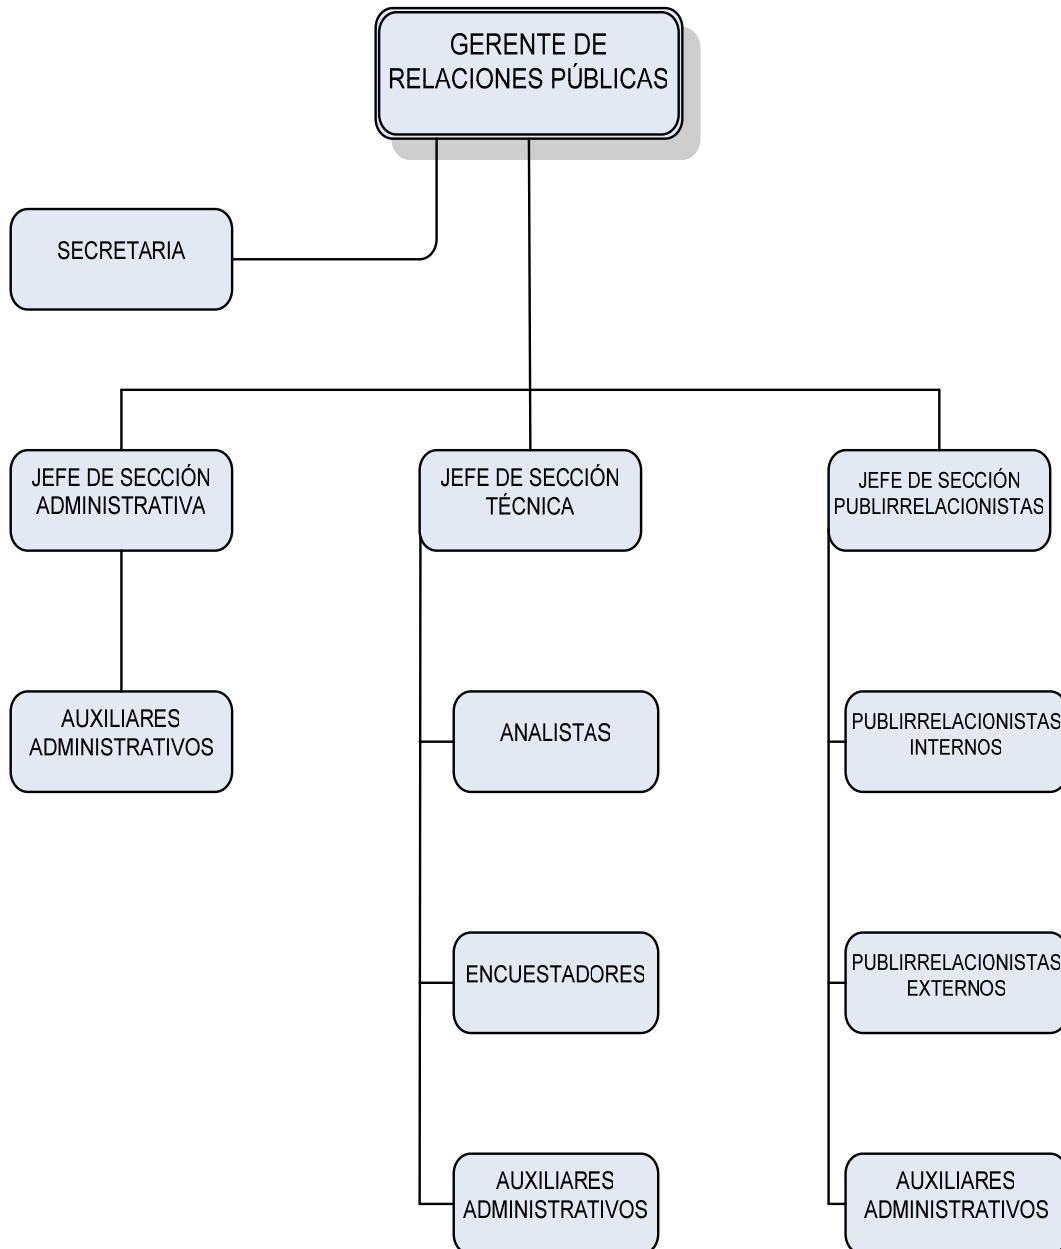 GERENTE DE
RELACIONES PÚBLICAS
SECRETARIA
JEFE DE SECCIÓN
ADMINISTRATIVA
JEFE DE SECCIÓN
TÉCNICA
JEFE DE SECCIÓN
PUBLIRRELACIONISTAS
AUXILIARES
ADMINISTRATIVOS
ANALISTAS
PUBLIRRELACIONISTAS
INTERNOS
ENCUESTADORES
PUBLIRRELACIONISTAS
EXTERNOS
AUXILIARES
ADMINISTRATIVOS
AUXILIARES
ADMINISTRATIVOS